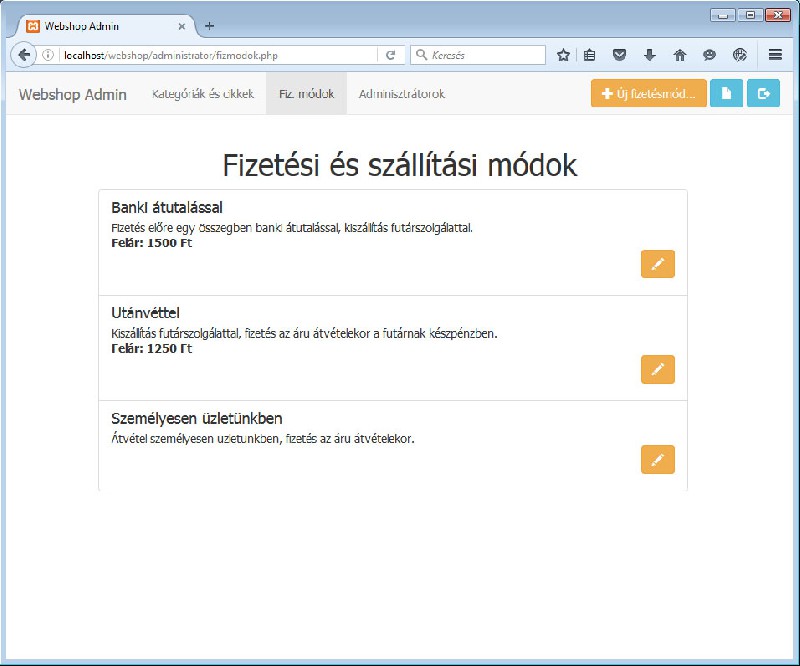 Webshop Admin
localhost/webshop/administrator/fizmodok.php
Keresés
Webshop Admin
Kategóriák és cikkek
Fiz. módok
Adminisztrátorok
Új fizetésmód...
Fizetési és szállítási módok
Banki átutalással
Fizetés előre egy összegben banki átutalással, kiszállítás futárszolgálattal.
Felár: 1500 Ft
Utánvéttel
Kiszállítás futárszolgálattal, fizetés az áru átvételekor a futárnak készpénzben.
Felár: 1250 Ft
Személyesen üzletünkben
Átvétel személyesen üzletünkben, fizetés az áru átvételekor.